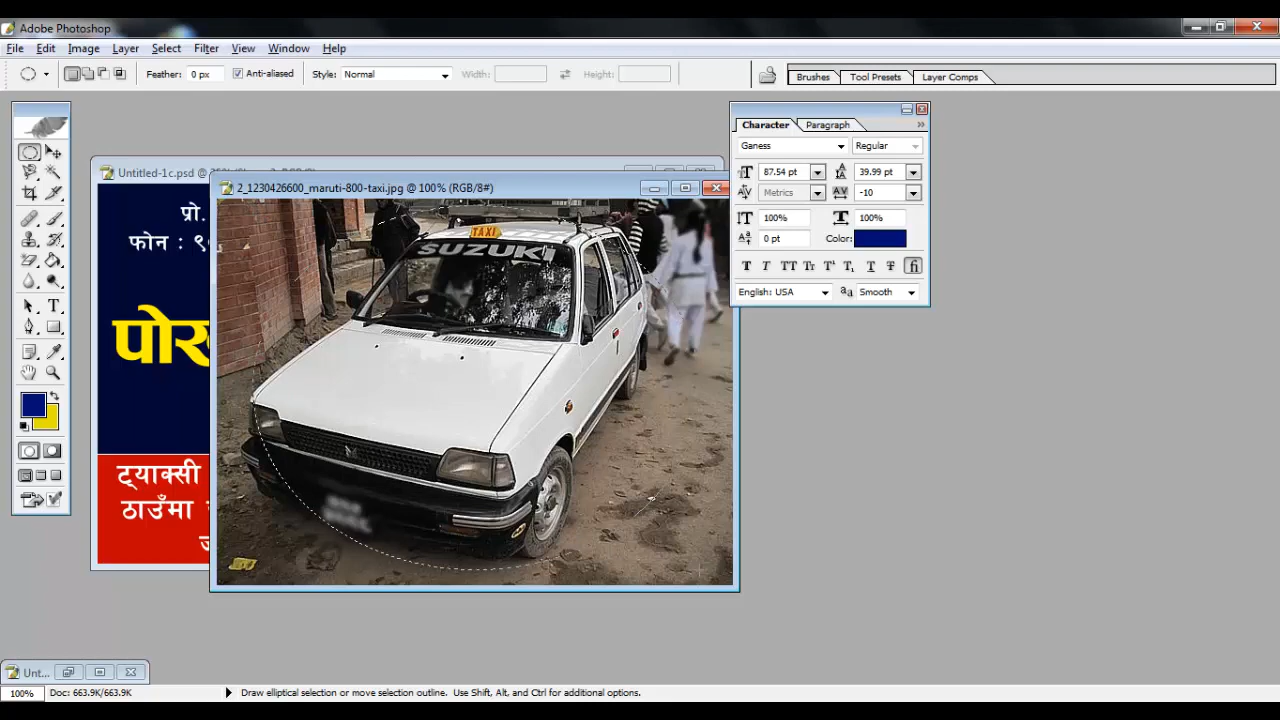 Adobe Photoshop
File Edit Image Layer Select Filter View Window Help
Feather: 0 px Anti-aliased Style: Normal Width: Height: Brushes Tool Presets Layer Comps
Untitled-1c.psd @
2_1230426600_maruti-800-taxi.jpg @ 100% (RGB/8#)
Character Paragraph
Ganess Regular
87.54 pt 39.99 pt
Metrics -10
100% 100%
0 pt Color:
English: USA Smooth
प्रो.
फोन : ९
TAXI
SUZUKI
ट्याक्सी
ठाउँमा
Unt...
100% Doc: 663.9K/663.9K Draw elliptical selection or move selection outline. Use Shift, Alt, and Ctrl for additional options.